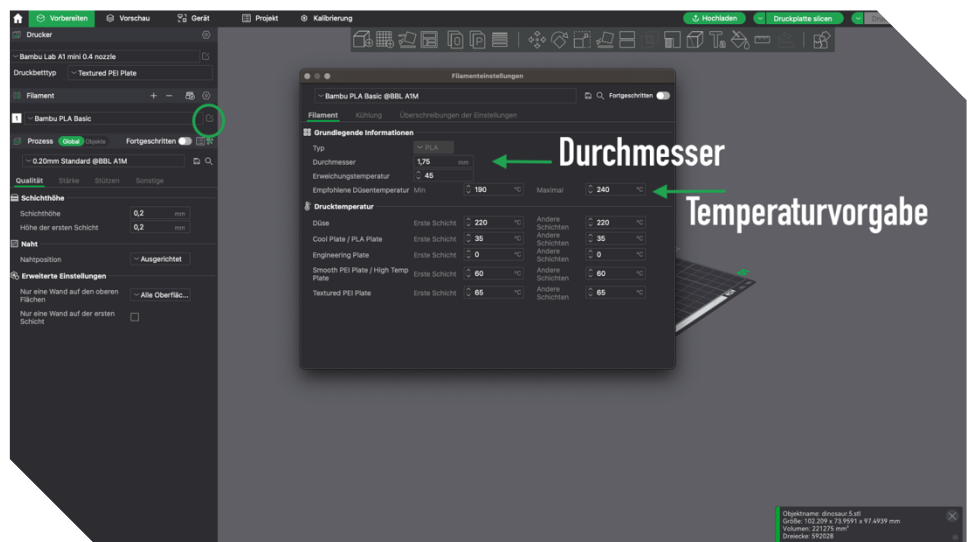 Vorbereiten Vorschau Gerät Projekt Kalibrierung Hochladen Druckplatte slicen
Drucker
Bambu Lab A1 mini 0.4 nozzle
Druckbetttyp Textured PEI Plate
Filament
1 Bambu PLA Basic
Prozess Global Objekte Fortgeschritten
0.20mm Standard @BBL A1M
Qualität Stärke Stützen Sonstige
Schichthöhe
Schichthöhe 0,2 mm
Höhe der ersten Schicht 0,2 mm
Naht
Nahtposition Ausgerichtet
Erweiterte Einstellungen
Nur eine Wand auf den oberen
Flächen
Alle Oberfläc...
Nur eine Wand auf der ersten
Schicht
Filamenteinstellungen
Bambu PLA Basic @BBL A1M Fortgeschritten
Filament Kühlung Überschreibungen der Einstellungen
Grundlegende Informationen
Typ PLA
Durchmesser 1,75 mm
Erweichungstemperatur 45
Empfohlene Düsentemperatur Min 190 °C Maximal 240 °C
Drucktemperatur
Düse Erste Schicht 220 °C Andere Schichten 220 °C
Cool Plate / PLA Plate Erste Schicht 35 °C Andere Schichten 35 °C
Engineering Plate Erste Schicht 0 °C Andere Schichten 0 °C
Smooth PEI Plate / High Temp Plate Erste Schicht 60 °C Andere Schichten 60 °C
Textured PEI Plate Erste Schicht 65 °C Andere Schichten 65 °C
Durchmesser
Temperaturvorgabe
Objektname: dinosaur 5.stl
Größe: 102.209 x 73.9591 x 97.4939 mm
Volumen: 221275 mm³
Dreiecke: 592028